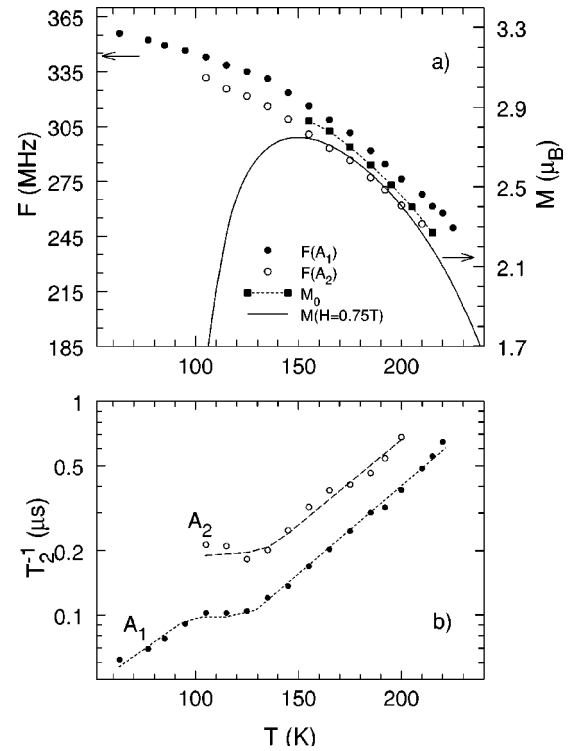 365
335
305
275
245
215
185
F (MHz)
3.3
2.9
2.5
2.1
1.7
M (μB)
a)
F(A1)
F(A2)
M0
M(H=0.75T)
100 150 200
1
0.5
0.2
0.1
T2-1 (μs)
A2
A1
b)
100 150 200
T (K)